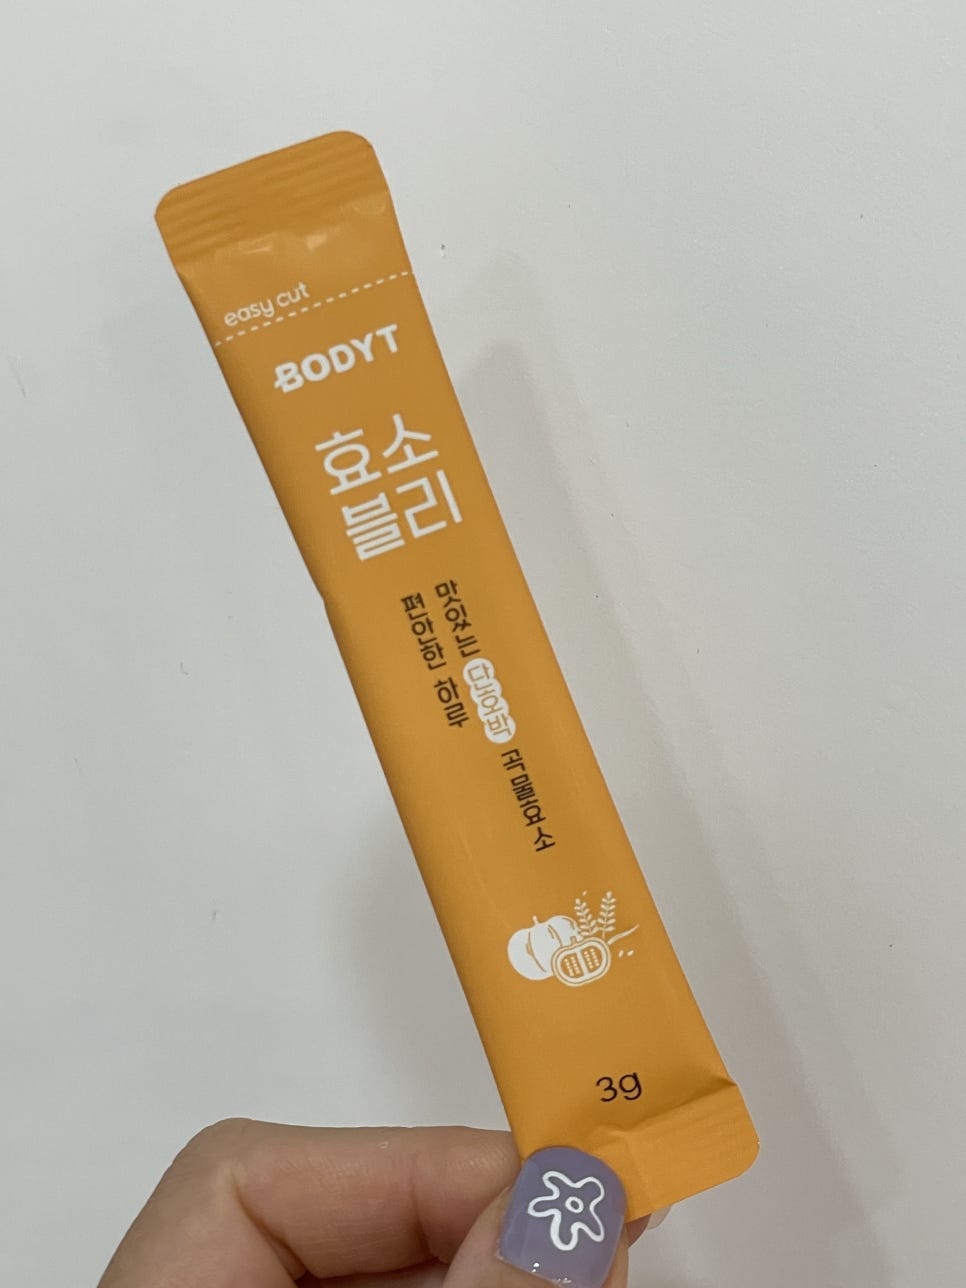 easy cut
BODYT
효소
블리
맛있는 단호박 곡물효소
편안한 하루
3g